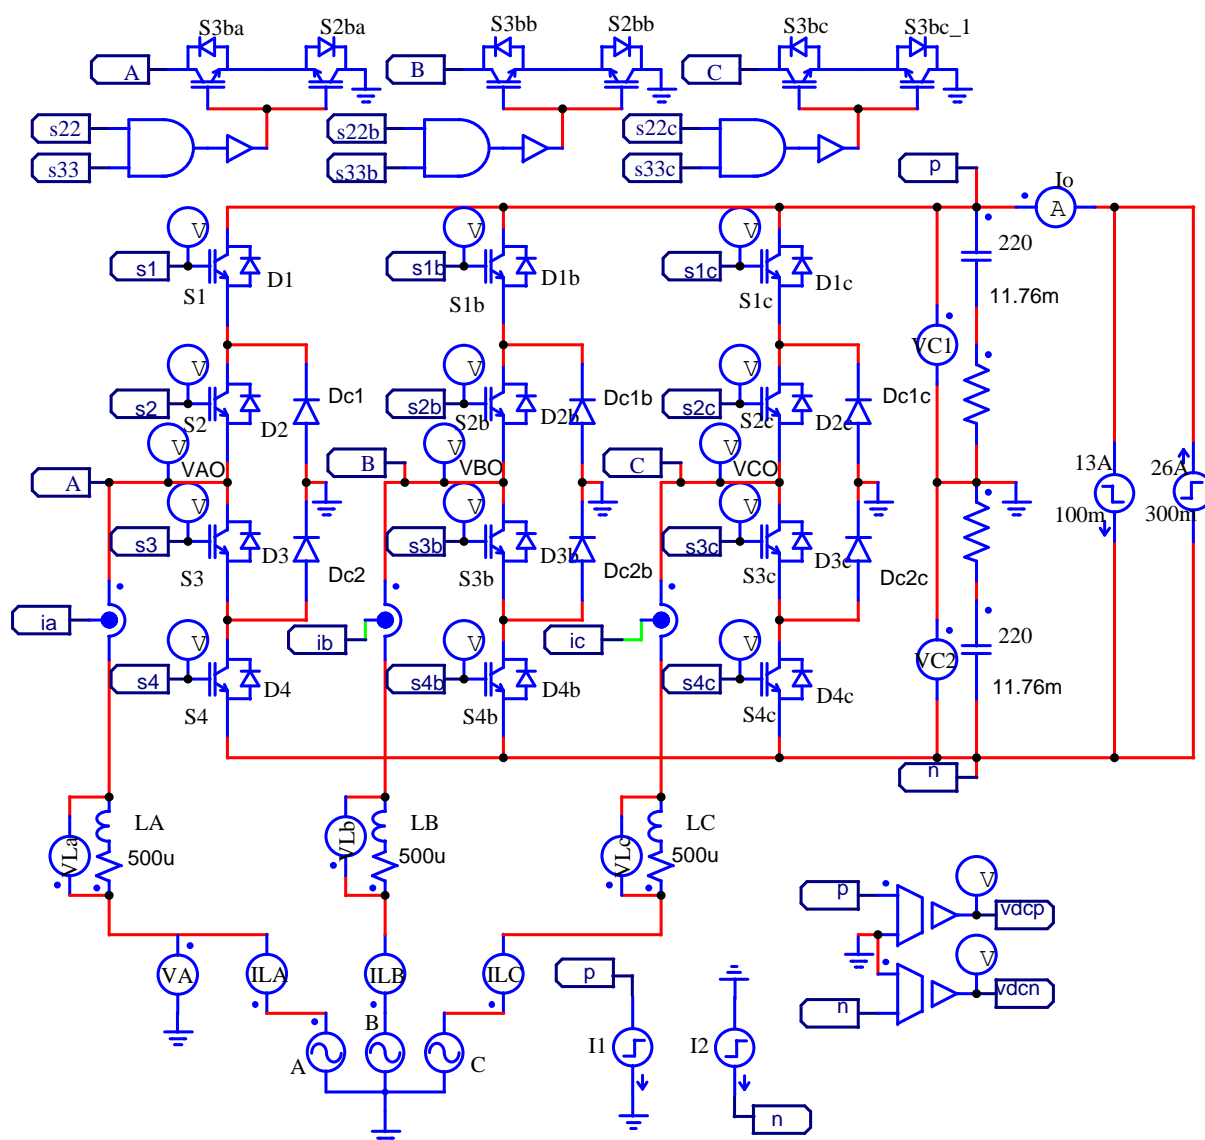 S3ba S2ba S3bb S2bb S3bc S3bc_1
A B C
s22 s22b s22c
s33 s33b s33c
p
Io
V V V A
220
s1 s1b s1c
D1 D1b D1c
S1 S1b S1c
11.76m
V V V VC1
s2 s2b s2c
Dc1 Dc1b Dc1c
S2 D2 S2b D2b S2c D2c
V V V
A VAO B VBO C VCO
13A 26A
V V V
100m 300m
s3 s3b s3c
D3 D3b D3c
S3 Dc2 S3b Dc2b S3c Dc2c
ia ib ic
V V V
220
VC2
s4 s4b s4c
D4 D4b D4c
11.76m
S4 S4b S4c
n
LA LB LC
VLa VLb VLc
500u 500u 500u
p V vdcp
VA ILA ILB ILC p
V vdcn
n
B
A C I1 I2
n